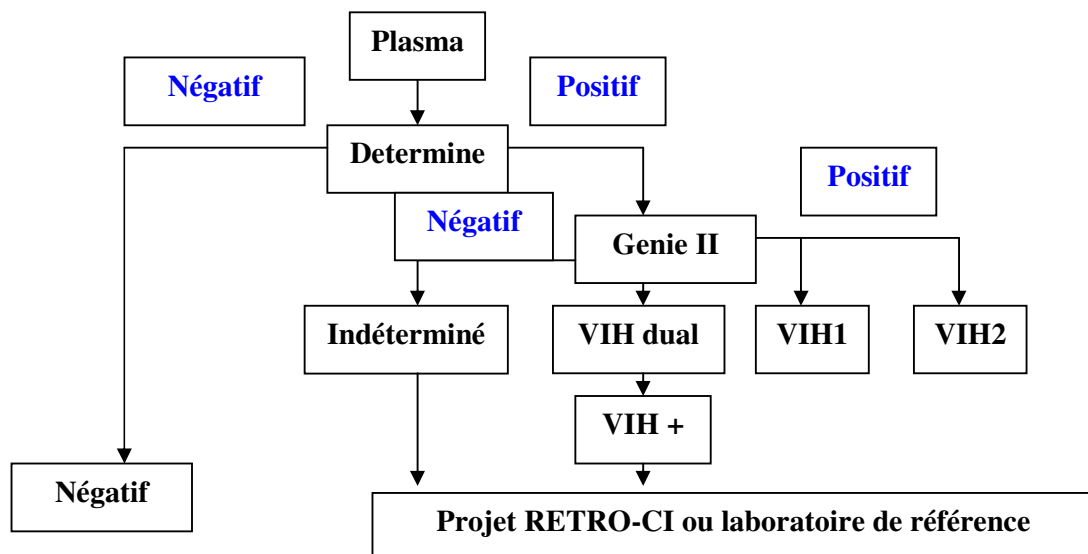 Plasma
Négatif
Positif
Determine
Positif
Négatif
Genie II
Indéterminé
VIH dual
VIH1
VIH2
VIH +
Négatif
Projet RETRO-CI ou laboratoire de référence